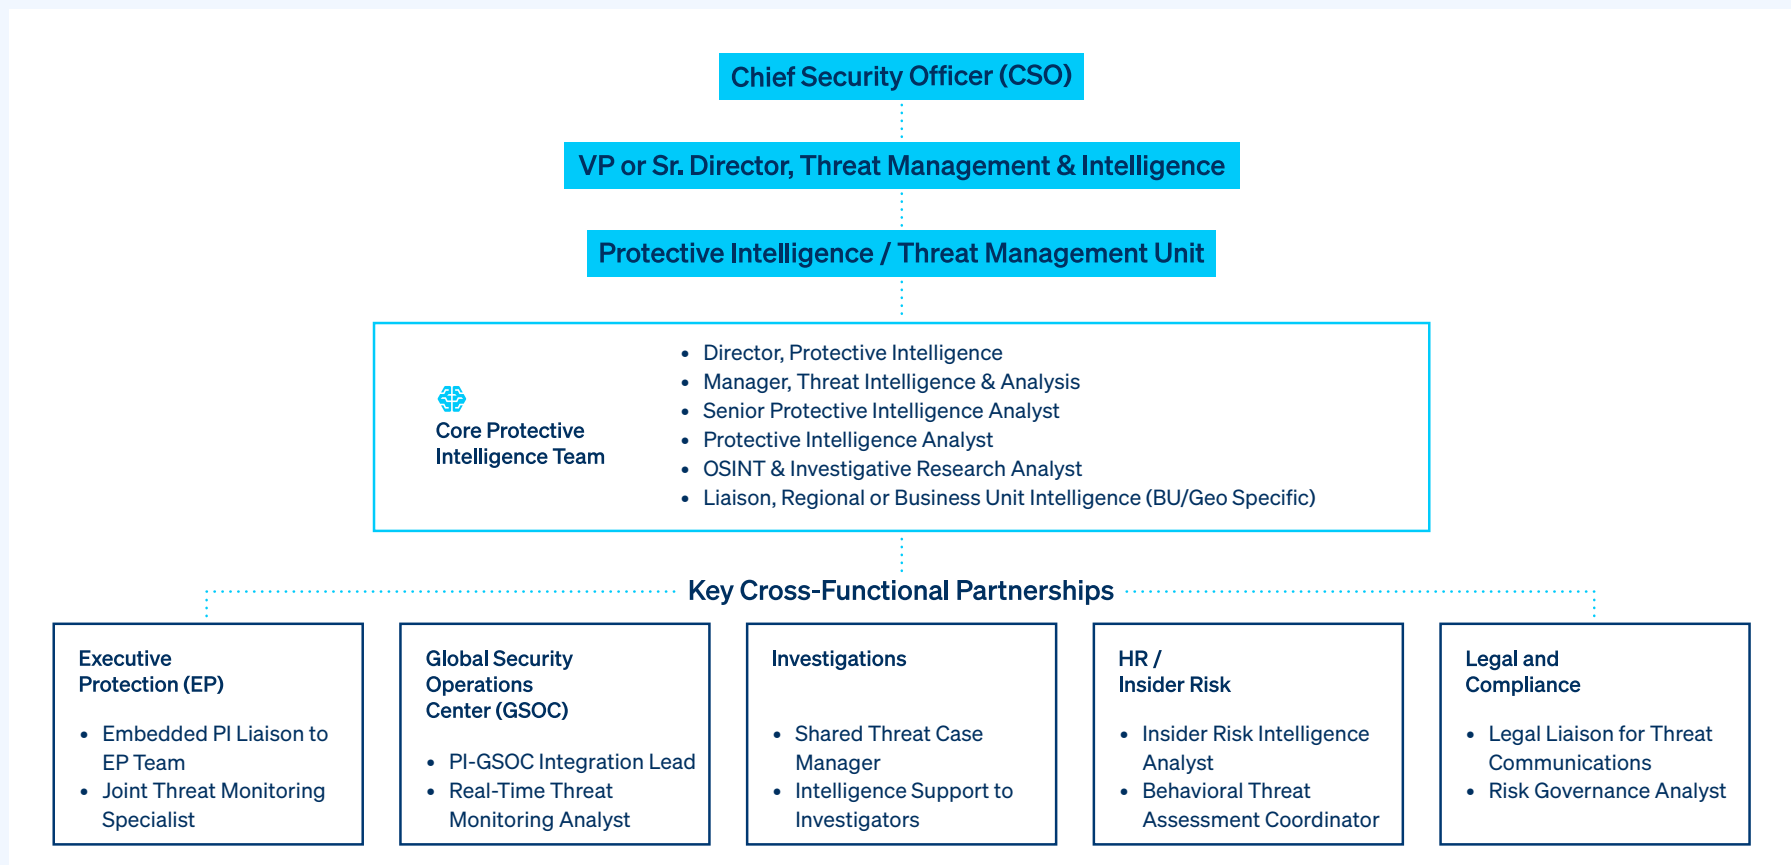 Chief Security Officer (CSO)
VP or Sr. Director, Threat Management & Intelligence
Protective Intelligence / Threat Management Unit
Core Protective
Intelligence Team
• Director, Protective Intelligence
• Manager, Threat Intelligence & Analysis
• Senior Protective Intelligence Analyst
• Protective Intelligence Analyst
• OSINT & Investigative Research Analyst
• Liaison, Regional or Business Unit Intelligence (BU/Geo Specific)
Key Cross-Functional Partnerships
Executive
Protection (EP)
• Embedded PI Liaison to
EP Team
• Joint Threat Monitoring
Specialist
Global Security
Operations
Center (GSOC)
• PI-GSOC Integration Lead
• Real-Time Threat
Monitoring Analyst
Investigations
• Shared Threat Case
Manager
• Intelligence Support to
Investigators
HR /
Insider Risk
• Insider Risk Intelligence
Analyst
• Behavioral Threat
Assessment Coordinator
Legal and
Compliance
• Legal Liaison for Threat
Communications
• Risk Governance Analyst